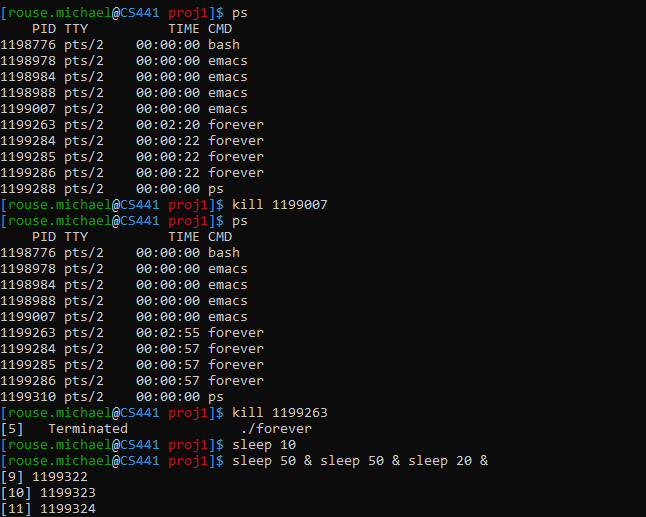 [rouse.michael@CS441 proj1]$ ps
    PID TTY          TIME CMD
1198776 pts/2    00:00:00 bash
1198978 pts/2    00:00:00 emacs
1198984 pts/2    00:00:00 emacs
1198988 pts/2    00:00:00 emacs
1199007 pts/2    00:00:00 emacs
1199263 pts/2    00:02:20 forever
1199284 pts/2    00:00:22 forever
1199285 pts/2    00:00:22 forever
1199286 pts/2    00:00:22 forever
1199288 pts/2    00:00:00 ps
[rouse.michael@CS441 proj1]$ kill 1199007
[rouse.michael@CS441 proj1]$ ps
    PID TTY          TIME CMD
1198776 pts/2    00:00:00 bash
1198978 pts/2    00:00:00 emacs
1198984 pts/2    00:00:00 emacs
1198988 pts/2    00:00:00 emacs
1199007 pts/2    00:00:00 emacs
1199263 pts/2    00:02:55 forever
1199284 pts/2    00:00:57 forever
1199285 pts/2    00:00:57 forever
1199286 pts/2    00:00:57 forever
1199310 pts/2    00:00:00 ps
[rouse.michael@CS441 proj1]$ kill 1199263
[5]   Terminated              ./forever
[rouse.michael@CS441 proj1]$ sleep 10
[rouse.michael@CS441 proj1]$ sleep 50 & sleep 50 & sleep 20 &
[9] 1199322
[10] 1199323
[11] 1199324